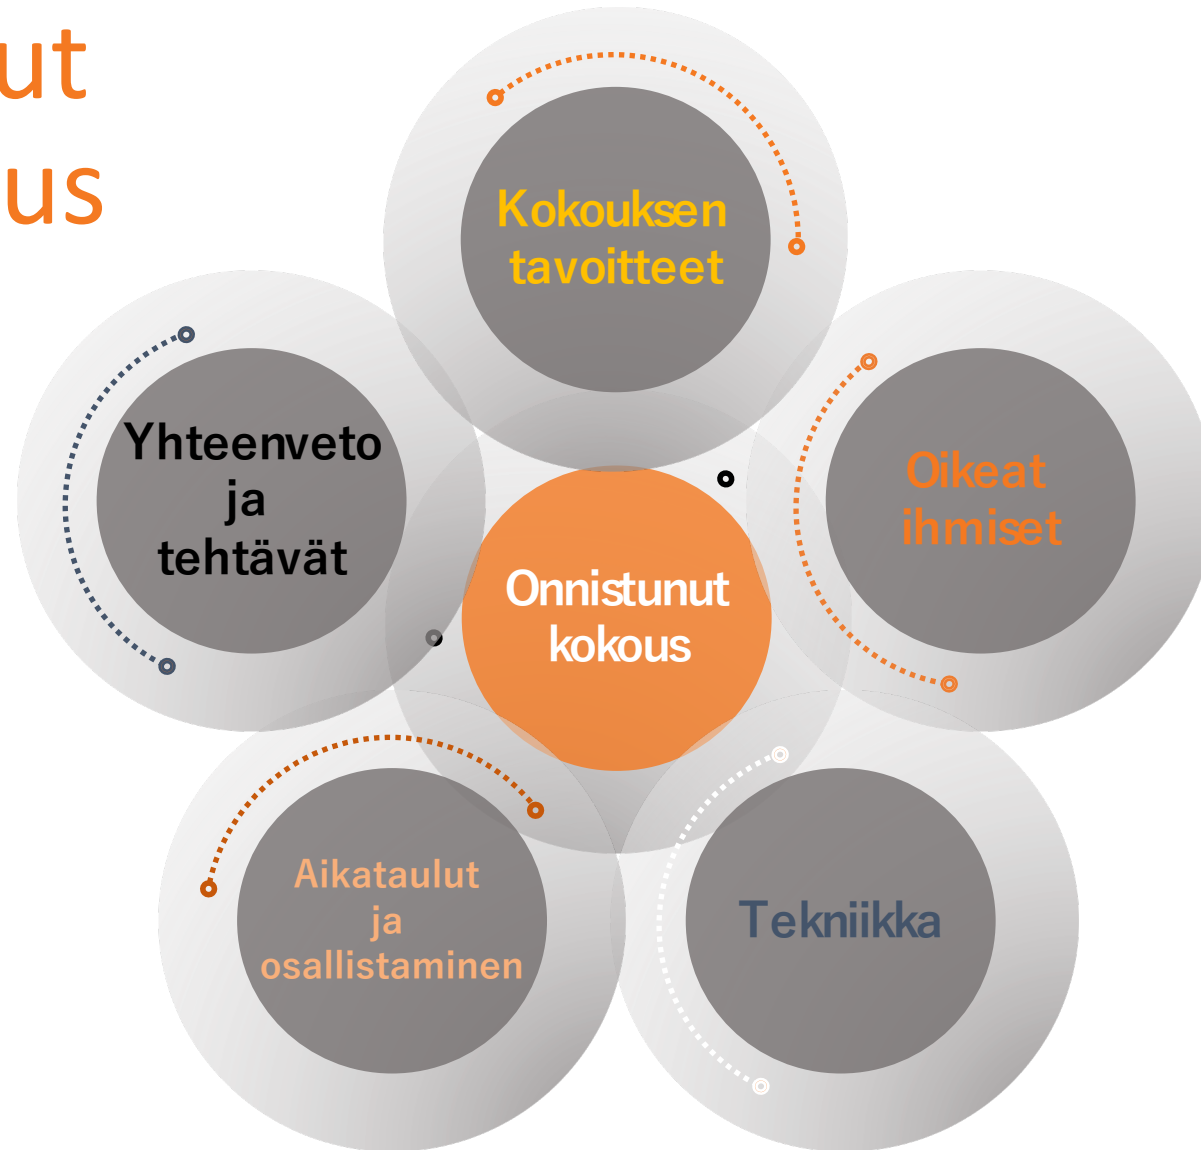 ut
us
Kokouksen
tavoitteet
Oikeat
ihmiset
Yhteenveto
ja
tehtävät
Onnistunut
kokous
Aikataulut
ja
osallistaminen
Tekniikka